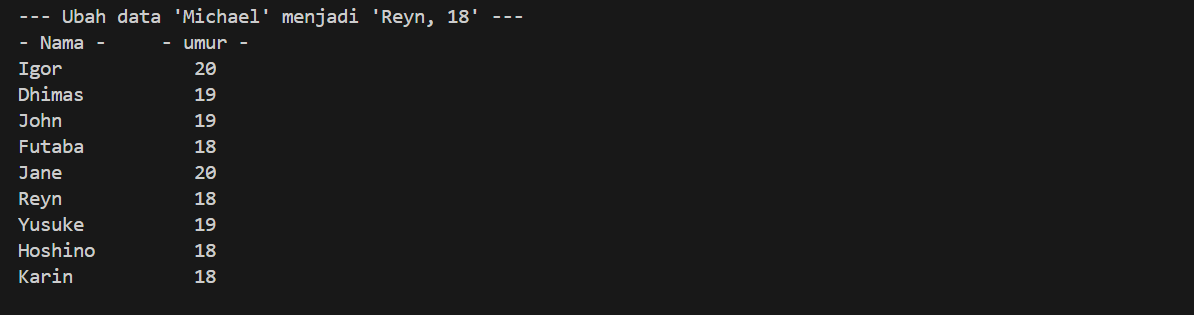 --- Ubah data 'Michael' menjadi 'Reyn, 18' ---
- Nama -     - umur -
Igor            20
Dhimas          19
John            19
Futaba          18
Jane            20
Reyn            18
Yusuke          19
Hoshino         18
Karin           18